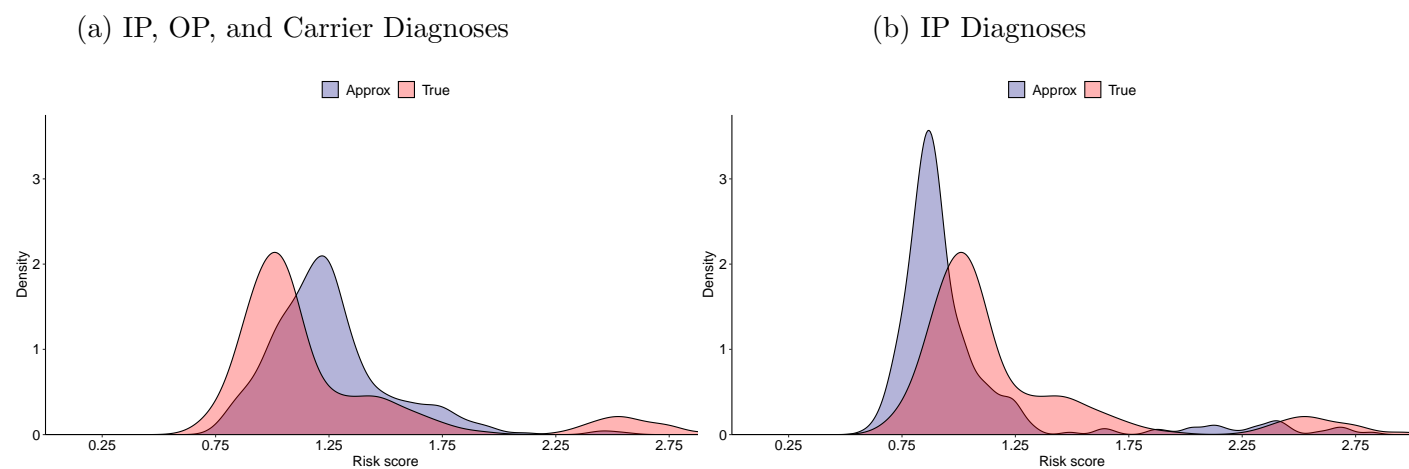 (a) IP, OP, and Carrier Diagnoses
Approx True
3
2
1
0
Density
0.25 0.75 1.25 1.75 2.25 2.75
Risk score
(b) IP Diagnoses
Approx True
3
2
1
0
Density
0.25 0.75 1.25 1.75 2.25 2.75
Risk score